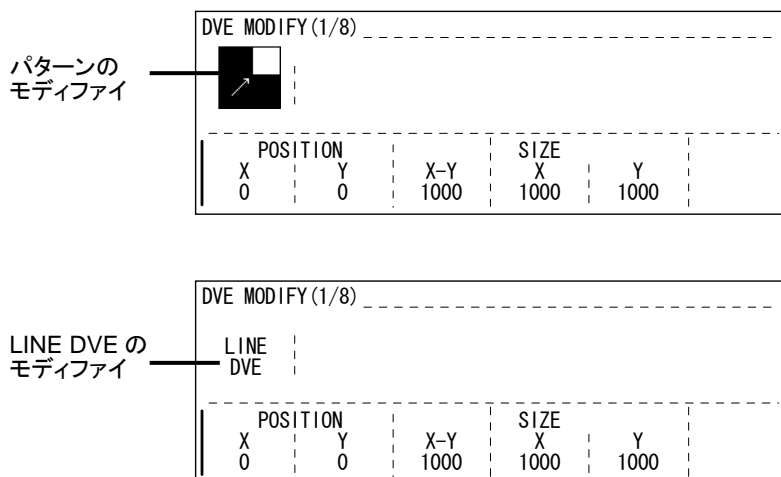 DVE MODIFY(1/8)
パターンの
モディファイ
POSITION SIZE
X Y X-Y X Y
0 0 1000 1000 1000
DVE MODIFY(1/8)
LINE DVE の
モディファイ
LINE
DVE
POSITION SIZE
X Y X-Y X Y
0 0 1000 1000 1000